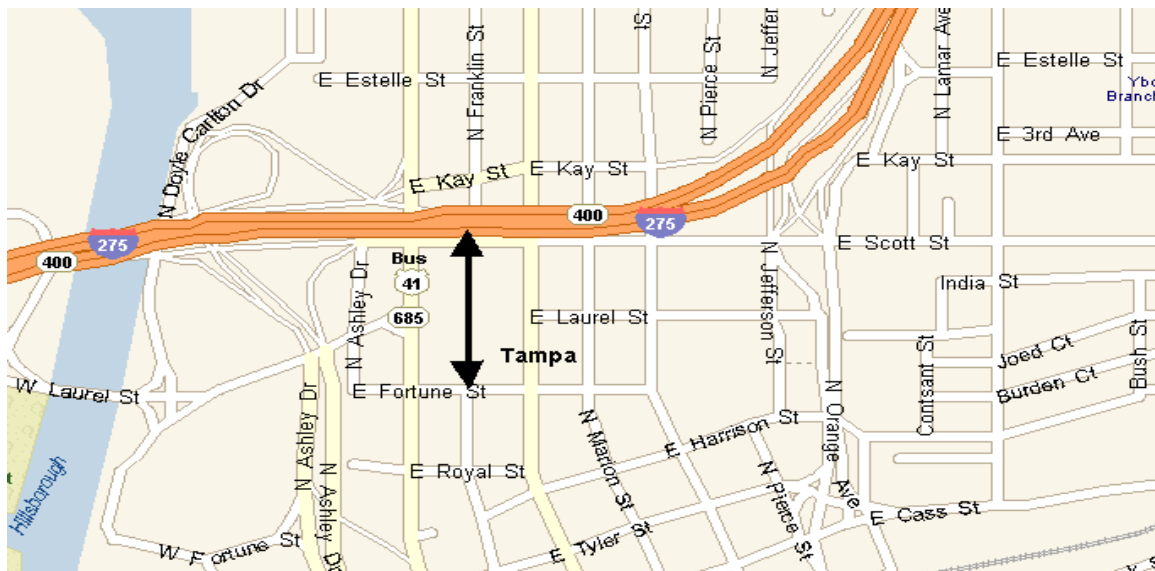 E Estelle St
N Franklin St
St
N Pierce St
N Jeffer
N Lamar Ave
E Estelle St
Ybo
Branch
E 3rd Ave
N Doyle Carlton Dr
E Kay St
E Kay St
E Kay St
400
275
275
400
E Scott St
Bus
41
685
N Ashley Dr
N Jefferson St
India St
E Laurel St
Tampa
Joed Ct
Bush St
Contsant St
Burden Ct
W Laurel St
E Fortune St
N Ashley Dr
N Marion St
E Harrison St
N Orange Ave
E Royal St
N Ashley Dr
N Pierce St
t
Hillsborough
W Fortune St
E Tyler St
E Cass St